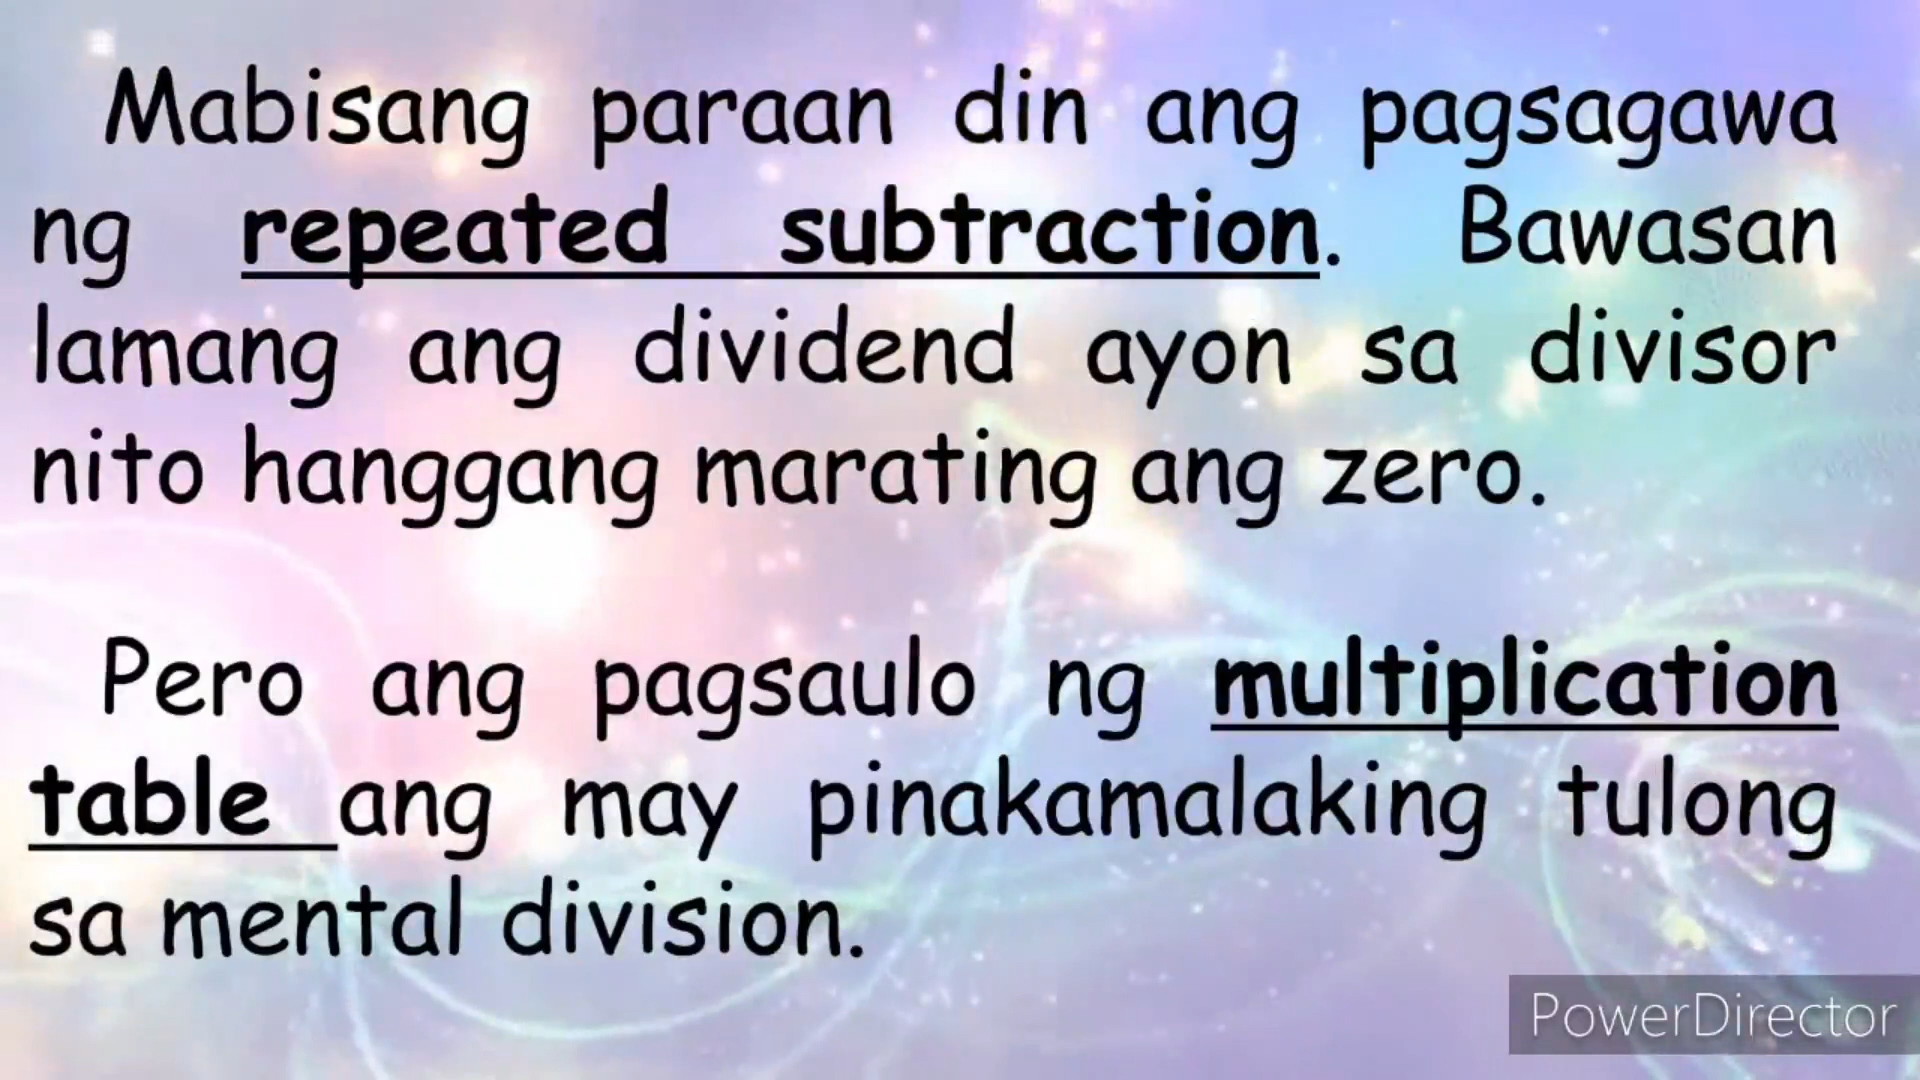 Mabisang paraan din ang pagsagawa
ng repeated subtraction. Bawasan
lamang ang dividend ayon sa divisor
nito hanggang marating ang zero.
Pero ang pagsaulo ng multiplication
table ang may pinakamalaking tulong
sa mental division.
PowerDirector